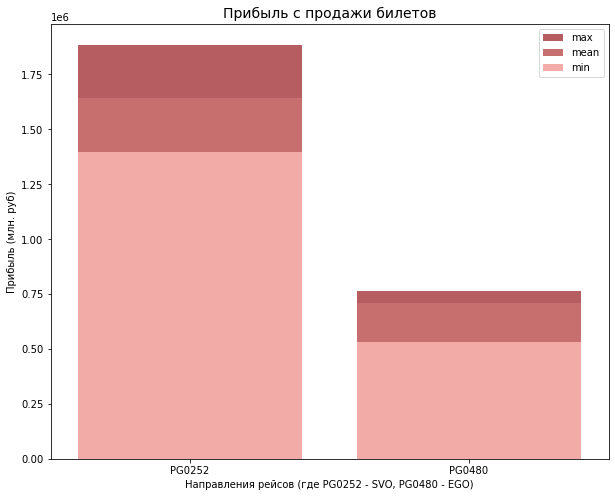 Прибыль с продажи билетов
1e6
max
mean
min
1.75
1.50
1.25
1.00
0.75
0.50
0.25
0.00
Прибыль (млн. руб)
PG0252
PG0480
Направления рейсов (где PG0252 - SVO, PG0480 - EGO)